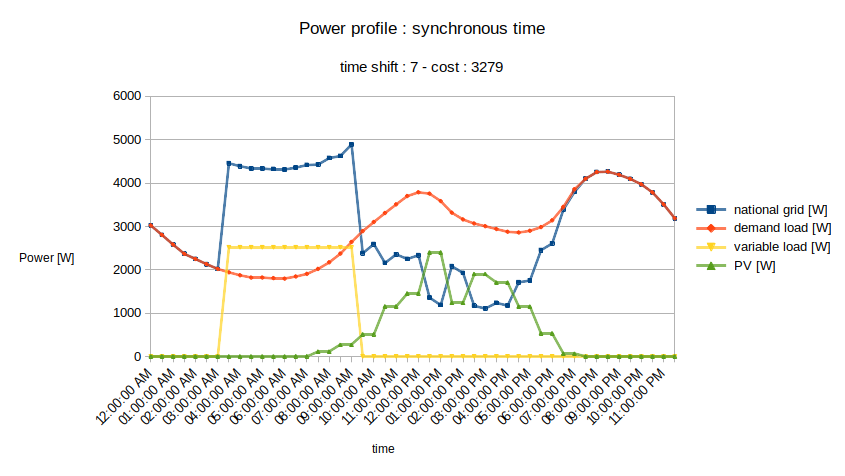 Power profile : synchronous time
time shift : 7 - cost : 3279
6000
5000
4000
3000
2000
1000
0
Power [W]
12:00:00 AM
01:00:00 AM
02:00:00 AM
03:00:00 AM
04:00:00 AM
05:00:00 AM
06:00:00 AM
07:00:00 AM
08:00:00 AM
09:00:00 AM
10:00:00 AM
11:00:00 AM
12:00:00 PM
01:00:00 PM
02:00:00 PM
03:00:00 PM
04:00:00 PM
05:00:00 PM
06:00:00 PM
07:00:00 PM
08:00:00 PM
09:00:00 PM
10:00:00 PM
11:00:00 PM
time
national grid [W]
demand load [W]
variable load [W]
PV [W]